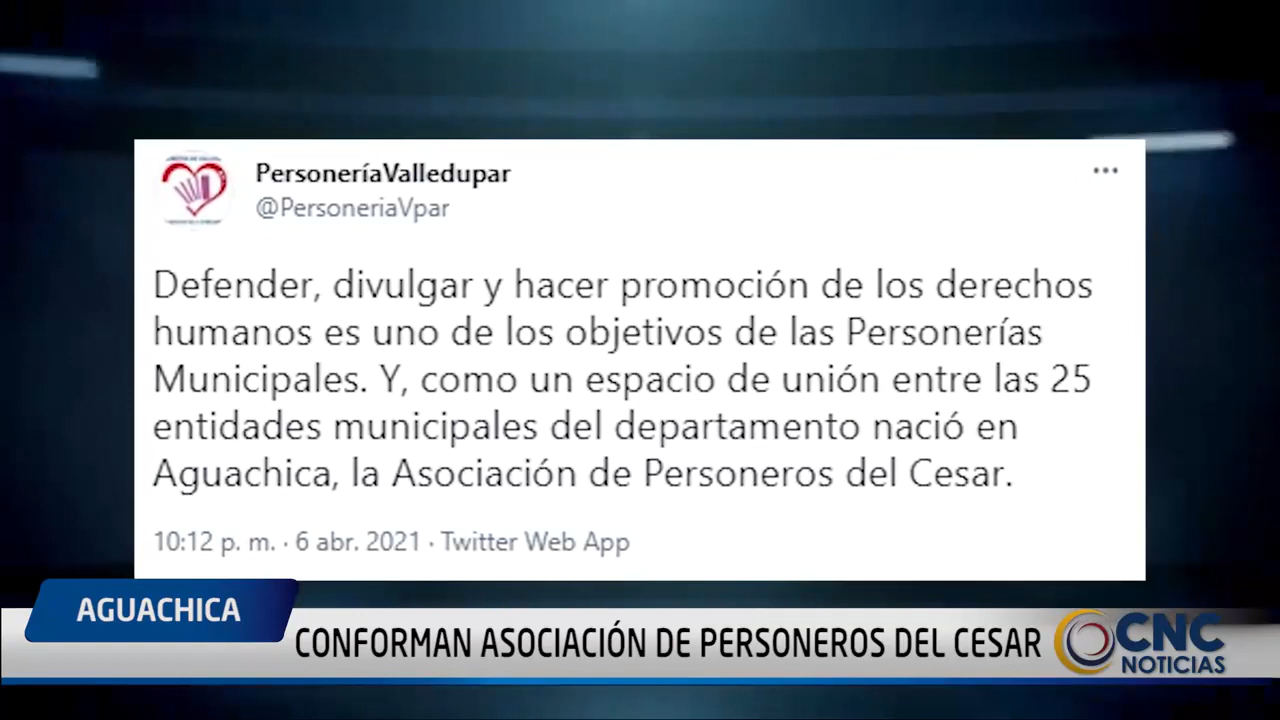 PersoneríaValledupar
@PersoneriaVpar
Defender, divulgar y hacer promoción de los derechos
humanos es uno de los objetivos de las Personerías
Municipales. Y, como un espacio de unión entre las 25
entidades municipales del departamento nació en
Aguachica, la Asociación de Personeros del Cesar.
10:12 p. m. · 6 abr. 2021 · Twitter Web App
AGUACHICA
CONFORMAN ASOCIACIÓN DE PERSONEROS DEL CESAR
CNC
NOTICIAS